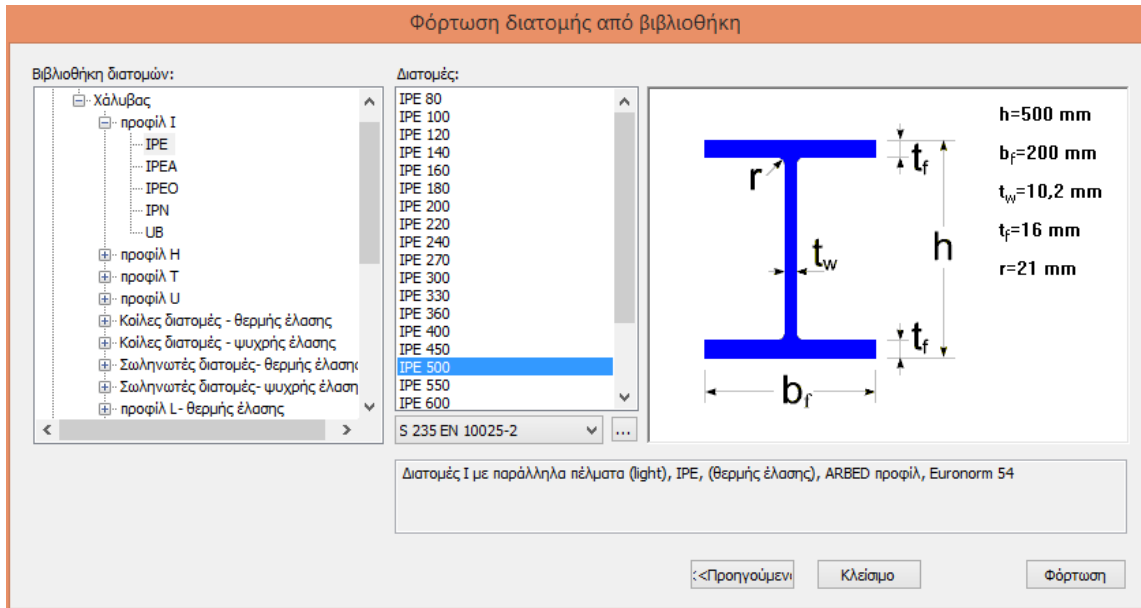 Φόρτωση διατομής από βιβλιοθήκη
Βιβλιοθήκη διατομών:
Χάλυβας
προφίλ I
IPE
IPEA
IPEO
IPN
UB
προφίλ H
προφίλ T
προφίλ U
Κοίλες διατομές - θερμής έλασης
Κοίλες διατομές - ψυχρής έλασης
Σωληνωτές διατομές- θερμής έλαση
Σωληνωτές διατομές- ψυχρής έλαση
προφίλ L- θερμής έλασης
Διατομές:
IPE 80
IPE 100
IPE 120
IPE 140
IPE 160
IPE 180
IPE 200
IPE 220
IPE 240
IPE 270
IPE 300
IPE 330
IPE 360
IPE 400
IPE 450
IPE 500
IPE 550
IPE 600
S 235 EN 10025-2
...
r
tf
tw
h
tf
bf
h=500 mm
bf=200 mm
tw=10,2 mm
tf=16 mm
r=21 mm
Διατομές I με παράλληλα πέλματα (light), IPE, (θερμής έλασης), ARBED προφίλ, Euronorm 54
<<Προηγούμεν
Κλείσιμο
Φόρτωση